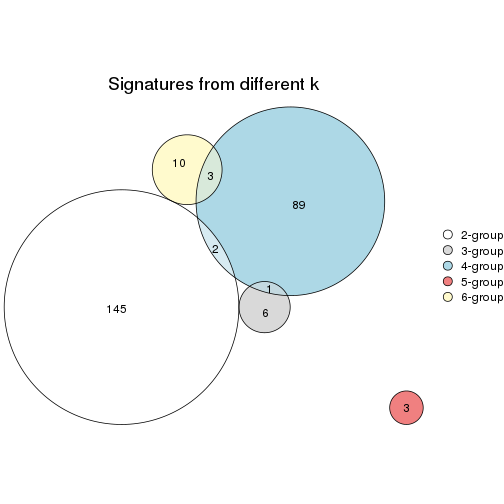 Signatures from different k
10
3
89
2
145
1
6
3
2-group
3-group
4-group
5-group
6-group